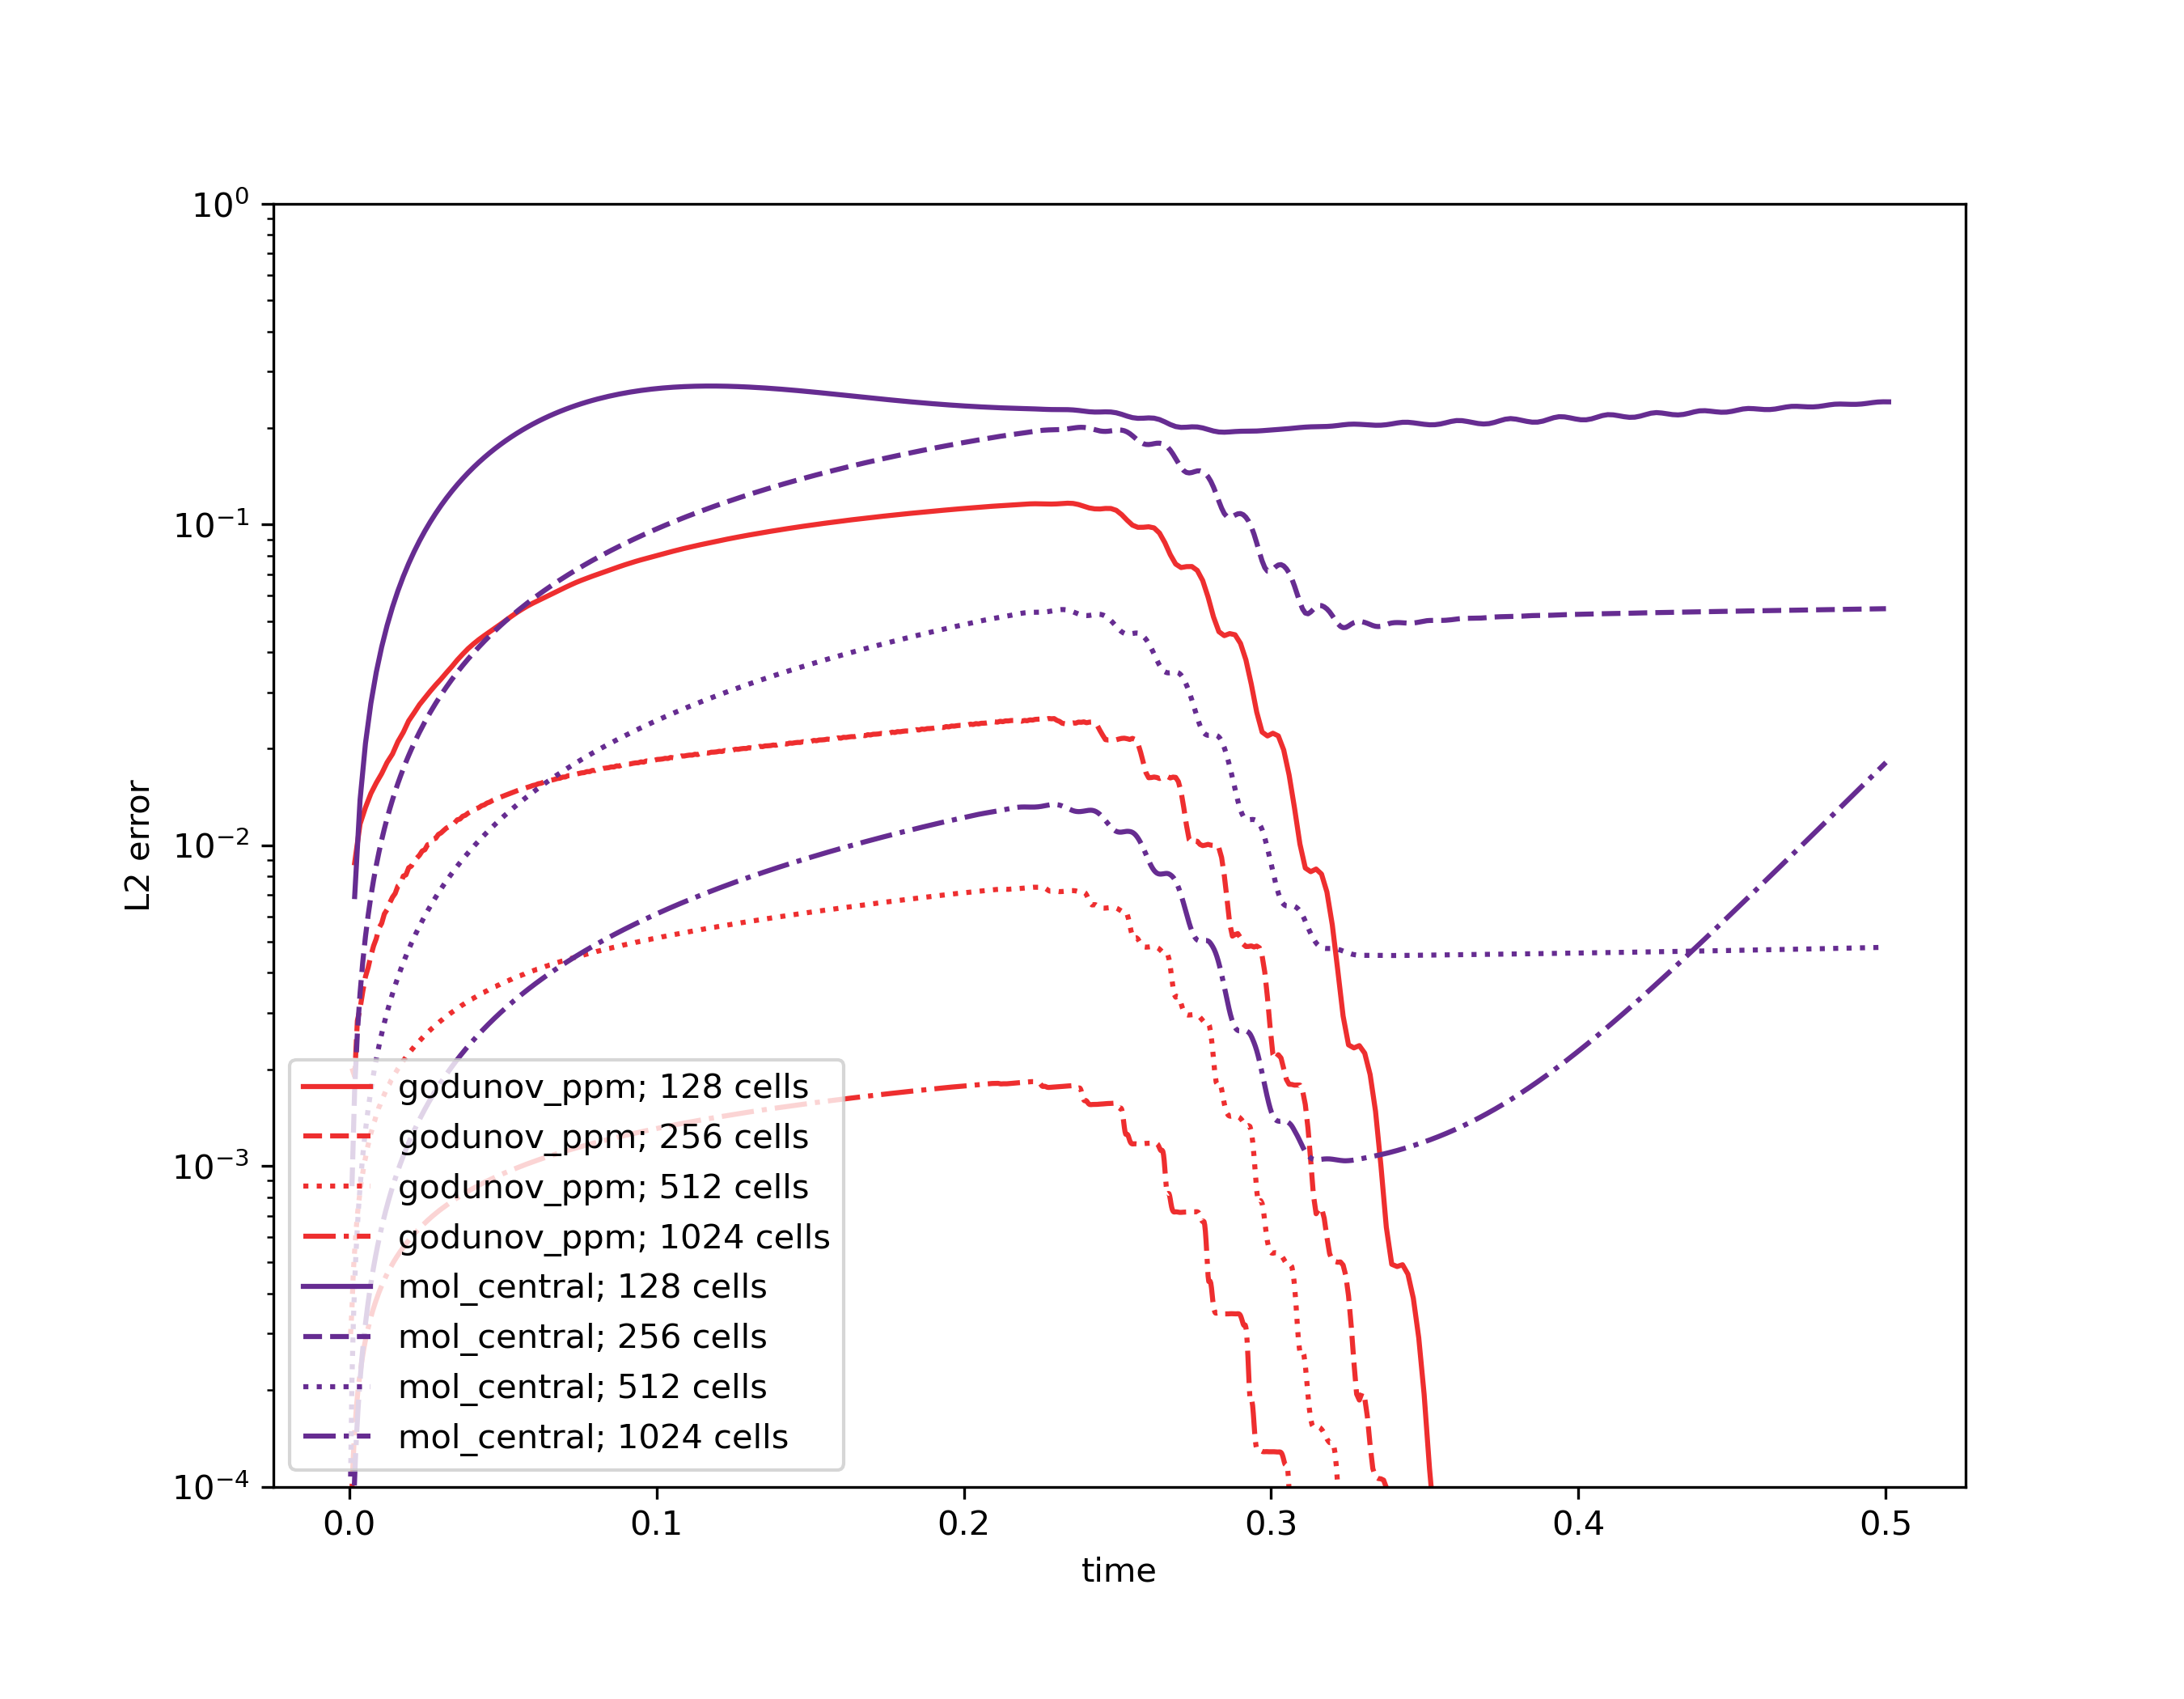 10⁰
10⁻¹
10⁻²
10⁻³
10⁻⁴
L2 error
godunov_ppm; 128 cells
godunov_ppm; 256 cells
godunov_ppm; 512 cells
godunov_ppm; 1024 cells
mol_central; 128 cells
mol_central; 256 cells
mol_central; 512 cells
mol_central; 1024 cells
0.0 0.1 0.2 0.3 0.4 0.5
time